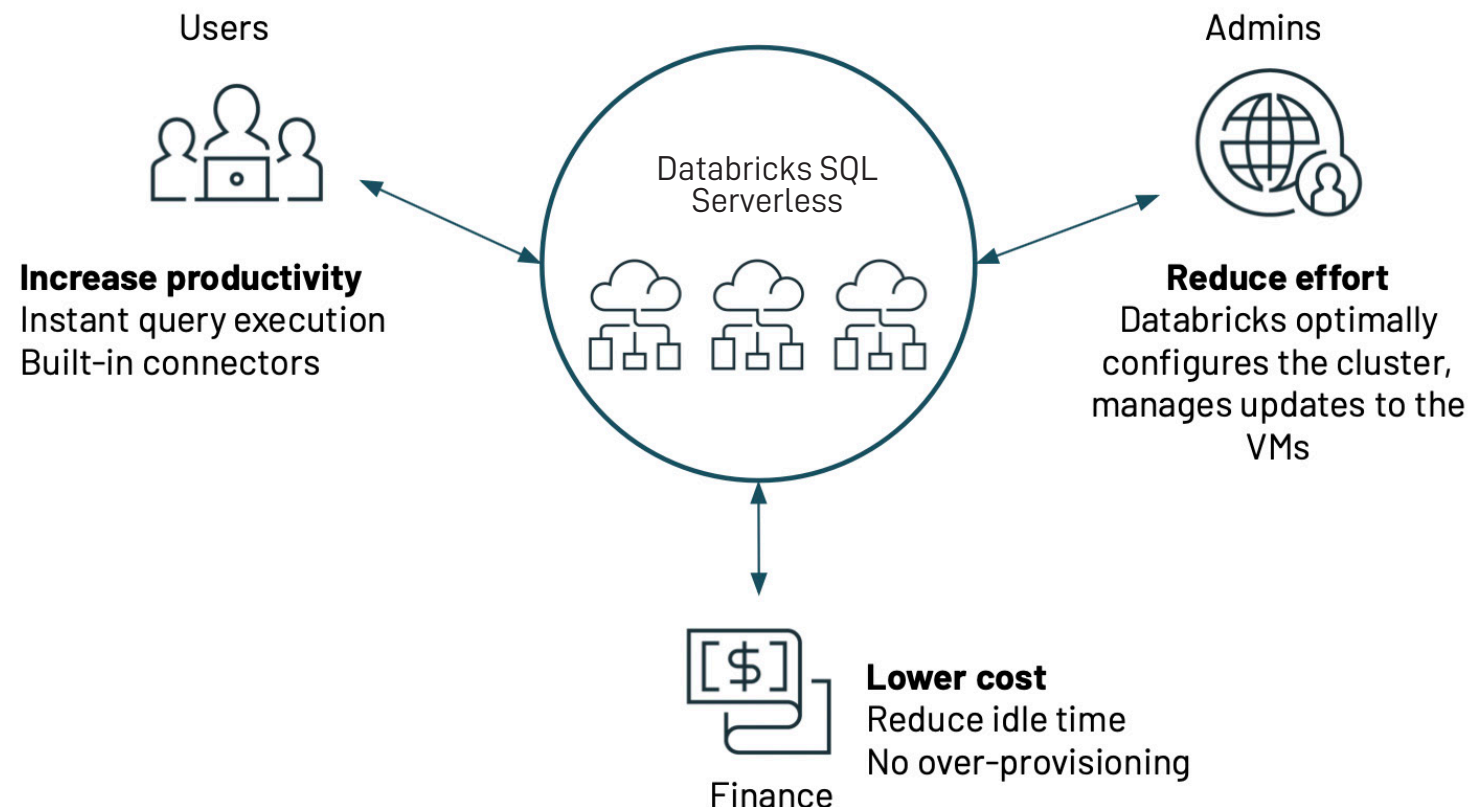 Users
Increase productivity
Instant query execution
Built-in connectors
Databricks SQL
Serverless
Admins
Reduce effort
Databricks optimally
configures the cluster,
manages updates to the
VMs
[$]
Lower cost
Reduce idle time
No over-provisioning
Finance